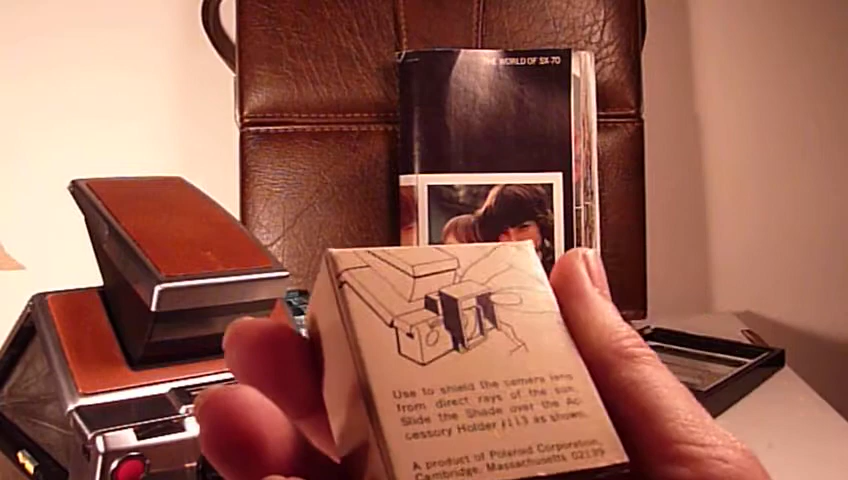 THE WORLD OF SX-70
Use to shield the camera lens
from direct rays of the sun.
Slide the Shade over the Ac-
cessory Holder #113 as shown.
A product of Polaroid Corporation,
Cambridge, Massachusetts 02139